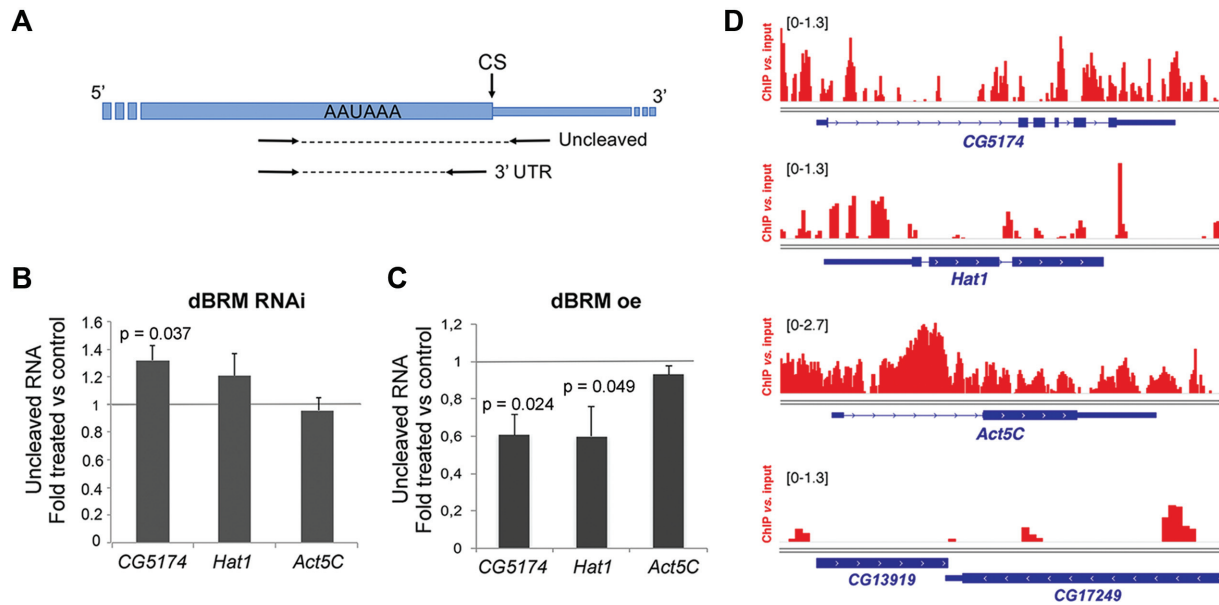 A
CS
5’
AAUAAA
3’
Uncleaved
3’ UTR
B
dBRM RNAi
Uncleaved RNA
Fold treated vs control
1.6
1.4
1.2
1
0.8
0.6
0.4
0.2
0
p = 0.037
CG5174
Hat1
Act5C
C
dBRM oe
Uncleaved RNA
Fold treated vs control
1,2
1
0,8
0,6
0,4
0,2
0
p = 0.024
p = 0.049
CG5174
Hat1
Act5C
D
ChIP vs. input
[0-1.3]
CG5174
ChIP vs. input
[0-1.3]
Hat1
ChIP vs. input
[0-2.7]
Act5C
ChIP vs. input
[0-1.3]
CG13919
CG17249